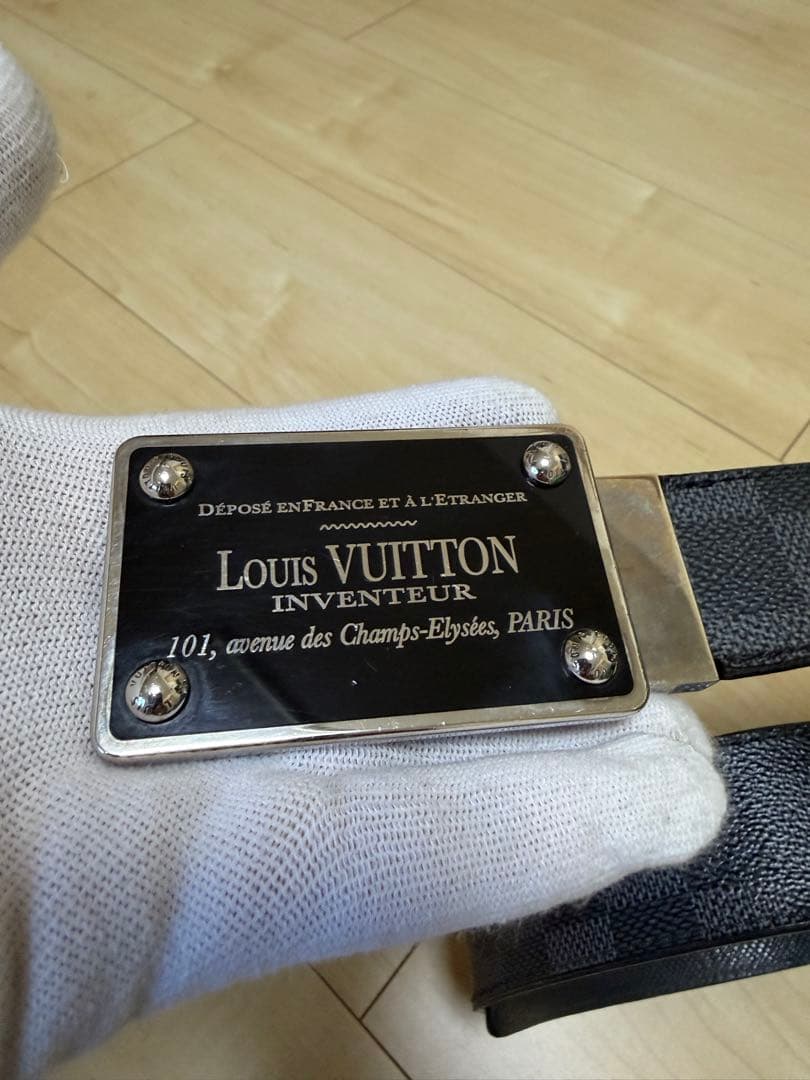 DÉPOSÉ ENFRANCE ET À L'ETRANGER
LOUIS VUITTON
INVENTEUR
101, avenue des Champs-Elysées, PARIS